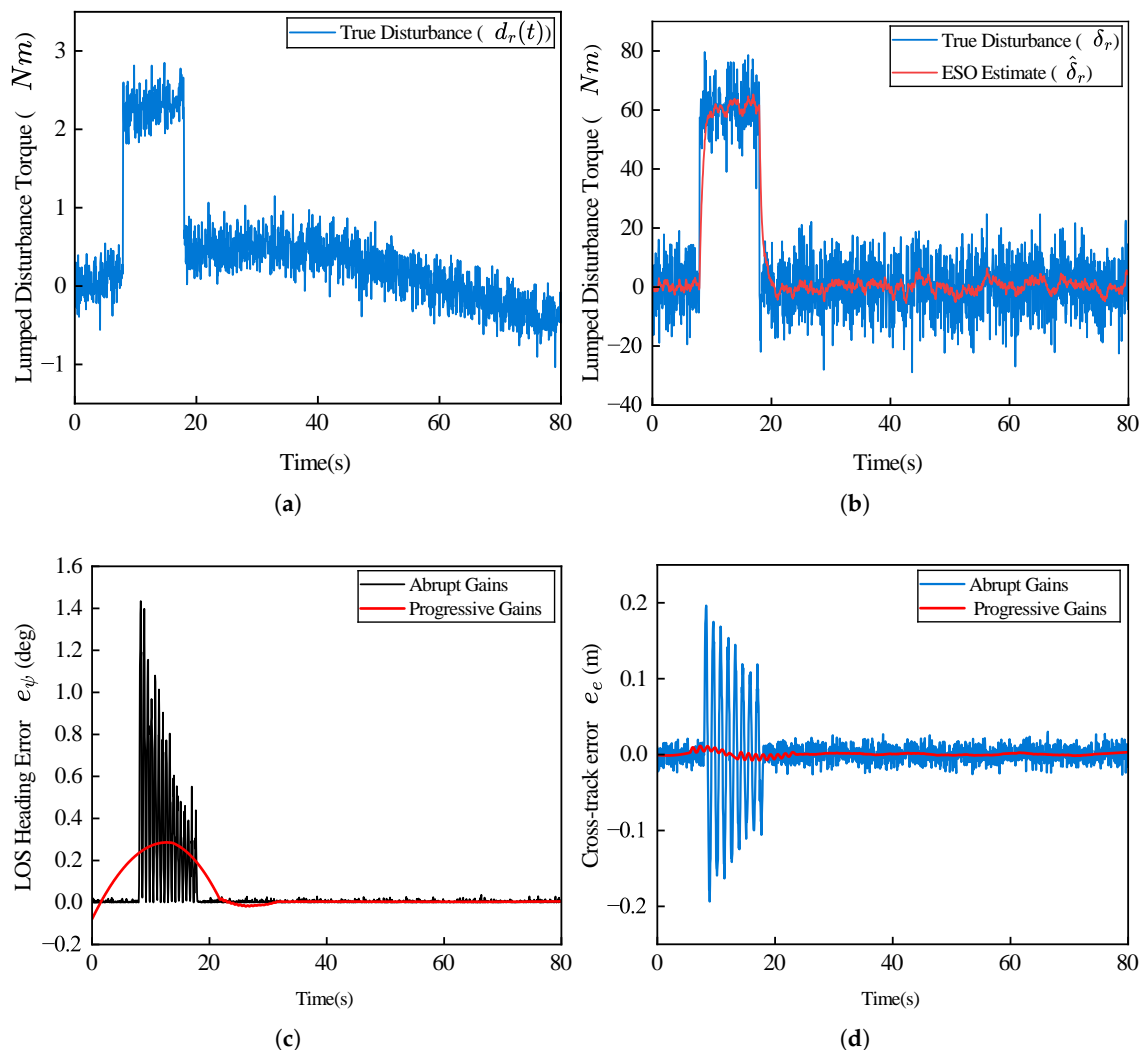 True Disturbance ( d_r(t))
3
2
1
0
−1
0 20 40 60 80
Lumped Disturbance Torque ( Nm)
Time(s)
(a)
True Disturbance ( δ_r)
ESO Estimate ( δ̂_r)
80
60
40
20
0
−20
−40
0 20 40 60 80
Lumped Disturbance Torque ( Nm)
Time(s)
(b)
Abrupt Gains
Progressive Gains
1.6
1.4
1.2
1.0
0.8
0.6
0.4
0.2
0.0
−0.2
0 20 40 60 80
LOS Heading Error e_ψ (deg)
Time(s)
(c)
Abrupt Gains
Progressive Gains
0.2
0.1
0.0
−0.1
−0.2
0 20 40 60 80
Cross-track error e_e (m)
Time(s)
(d)